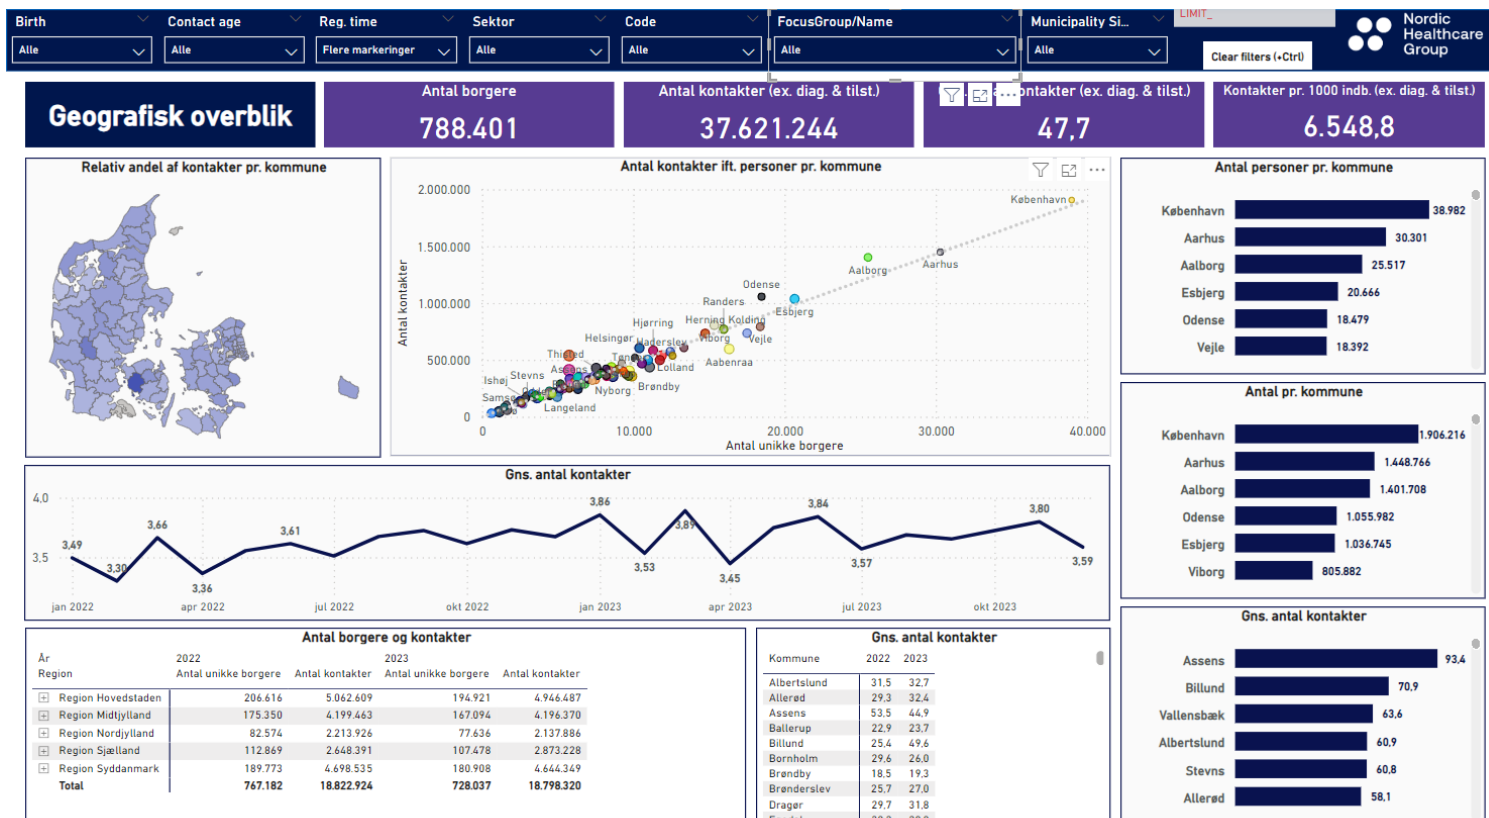 Birth
Contact age
Reg. time
Sektor
Code
FocusGroup/Name
Municipality Si...
LIMIT_
Alle
Alle
Flere markeringer
Alle
Alle
Alle
Alle
Clear filters (+Ctrl)
Nordic
Healthcare
Group
Geografisk overblik
Antal borgere
788.401
Antal kontakter (ex. diag. & tilst.)
37.621.244
ontakter (ex. diag. & tilst.)
47,7
Kontakter pr. 1000 indb. (ex. diag. & tilst.)
6.548,8
Relativ andel af kontakter pr. kommune
Antal kontakter ift. personer pr. kommune
Antal kontakter
2.000.000
1.500.000
1.000.000
500.000
0
København
Aarhus
Aalborg
Odense
Esbjerg
Randers
Herning
Kolding
Hjørring
Viborg
Vejle
Helsingør
Haderslev
Aabenraa
Thisted
Lolland
Assens
Brøndby
Nyborg
Stevns
Ishøj
Langeland
0
10.000
20.000
30.000
40.000
Antal unikke borgere
Antal personer pr. kommune
København 38.982
Aarhus 30.301
Aalborg 25.517
Esbjerg 20.666
Odense 18.479
Vejle 18.392
Antal pr. kommune
København 1.906.216
Aarhus 1.448.766
Aalborg 1.401.708
Odense 1.055.982
Esbjerg 1.036.745
Viborg 805.882
Gns. antal kontakter
4,0
3,5
3,49
3,30
3,66
3,36
3,61
3,86
3,53
3,89
3,45
3,84
3,57
3,80
3,59
jan 2022
apr 2022
jul 2022
okt 2022
jan 2023
apr 2023
jul 2023
okt 2023
Antal borgere og kontakter
År 2022 2023
Region Antal unikke borgere Antal kontakter Antal unikke borgere Antal kontakter
Region Hovedstaden 206.616 5.062.609 194.921 4.946.487
Region Midtjylland 175.350 4.199.463 167.094 4.196.370
Region Nordjylland 82.574 2.213.926 77.636 2.137.886
Region Sjælland 112.869 2.648.391 107.478 2.873.228
Region Syddanmark 189.773 4.698.535 180.908 4.644.349
Total 767.182 18.822.924 728.037 18.798.320
Gns. antal kontakter
Kommune 2022 2023
Albertslund 31,5 32,7
Allerød 29,3 32,4
Assens 53,5 44,9
Ballerup 22,9 23,7
Billund 25,4 49,6
Bornholm 29,6 26,0
Brøndby 18,5 19,3
Brønderslev 25,7 27,0
Dragør 29,7 31,8
Gns. antal kontakter
Assens 93,4
Billund 70,9
Vallensbæk 63,6
Albertslund 60,9
Stevns 60,8
Allerød 58,1